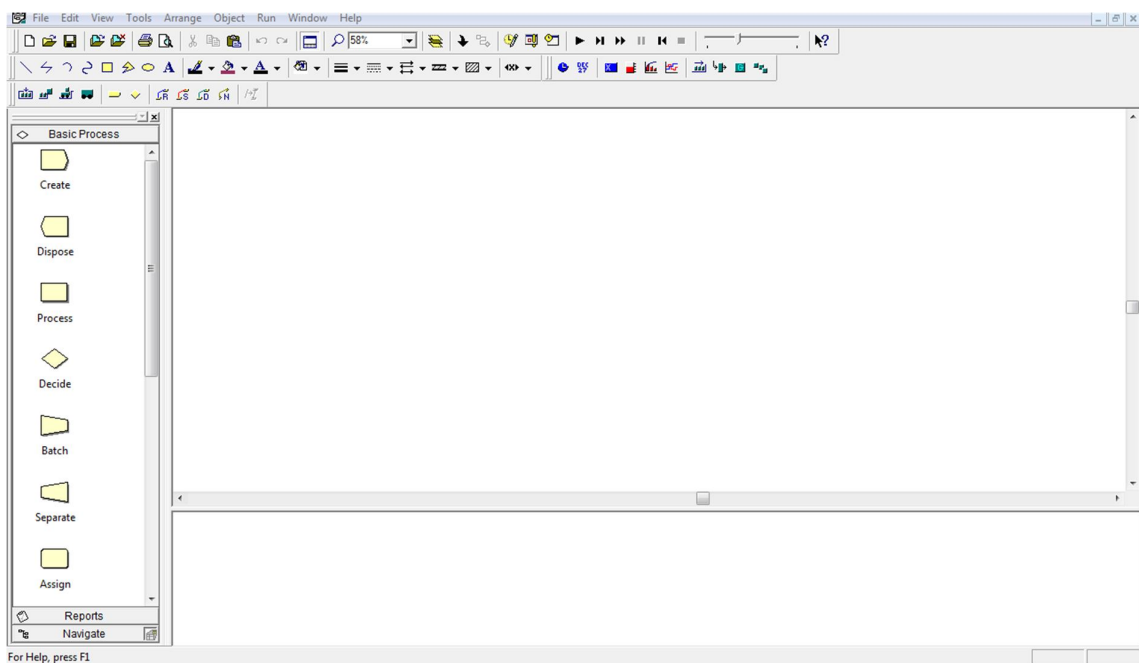 File Edit View Tools Arrange Object Run Window Help
58%
Basic Process
Create
Dispose
Process
Decide
Batch
Separate
Assign
Reports
Navigate
For Help, press F1